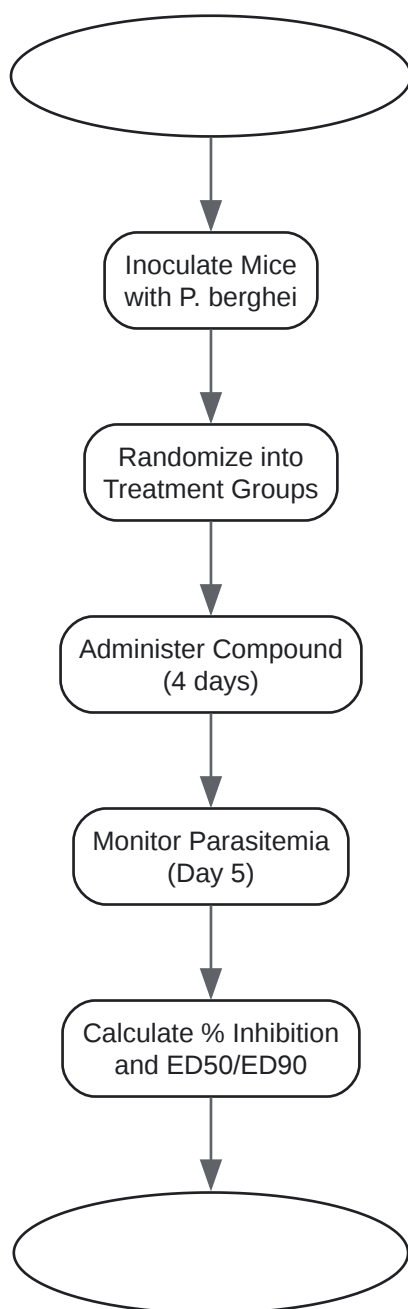 Inoculate Mice
with P. berghei
Randomize into
Treatment Groups
Administer Compound
(4 days)
Monitor Parasitemia
(Day 5)
Calculate % Inhibition
and ED50/ED90